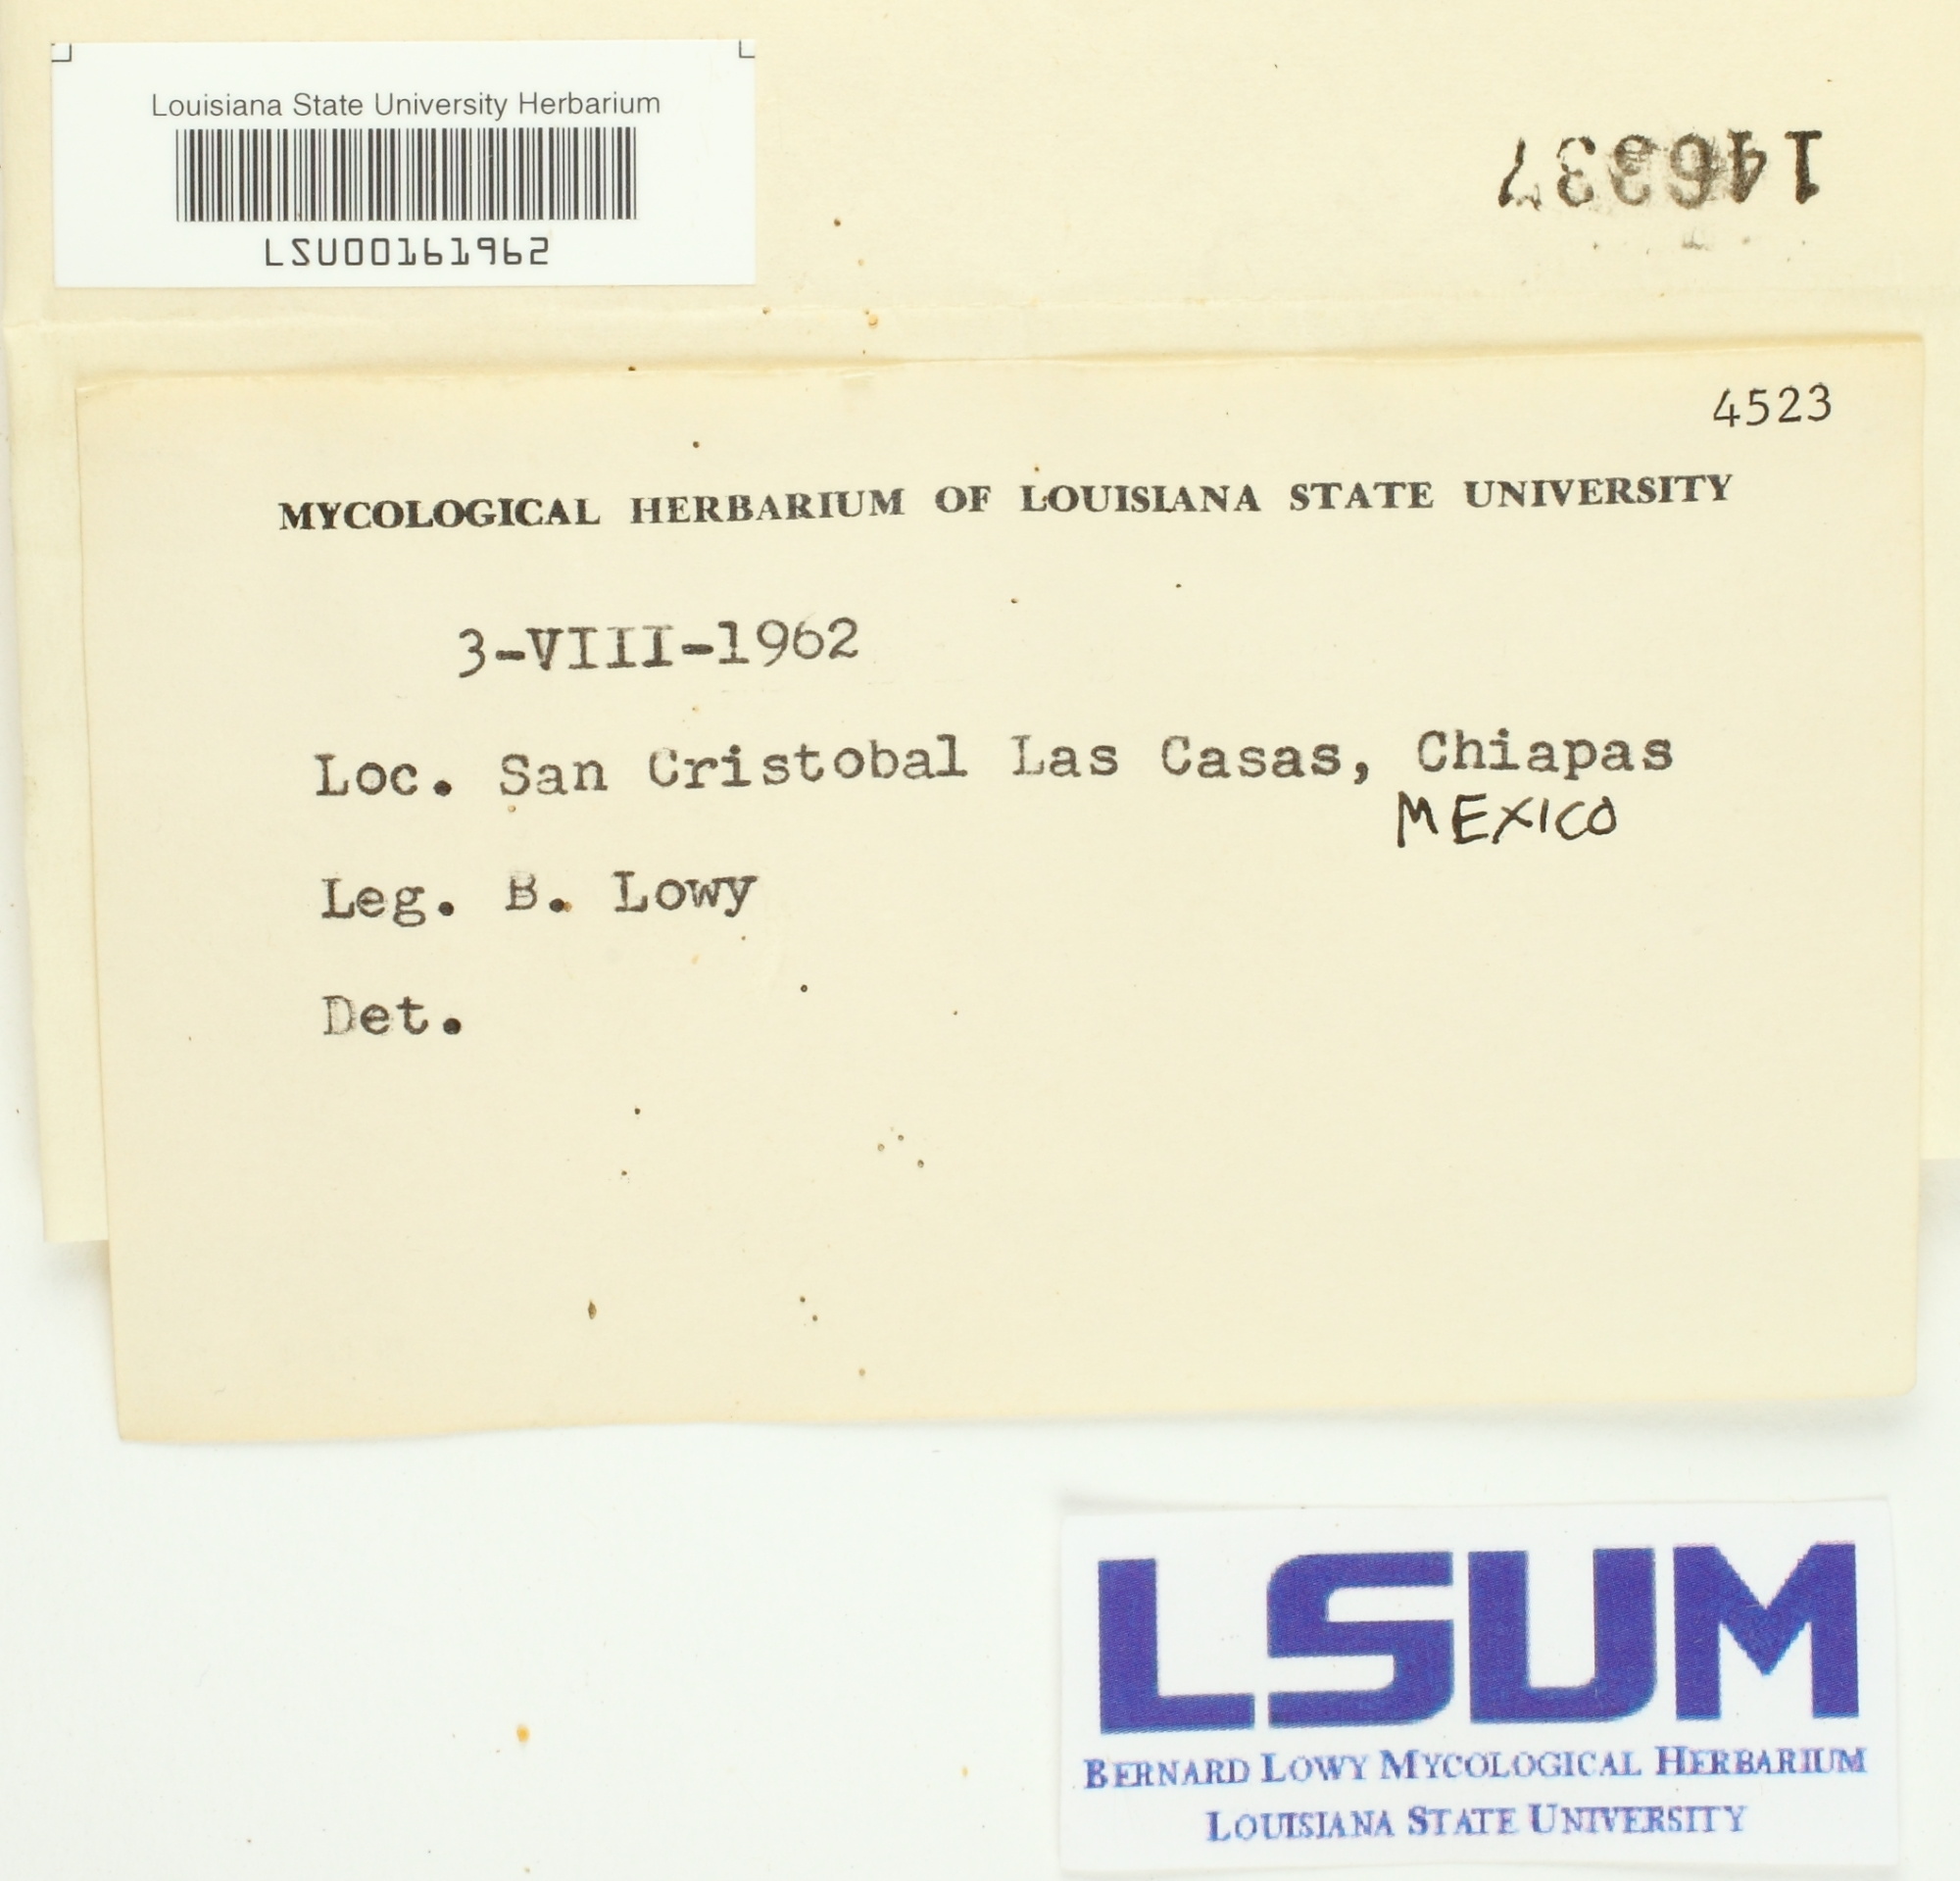 Louisiana State University Herbarium
LSU00161962
146337
4523
MYCOLOGICAL HERBARIUM OF LOUISIANA STATE UNIVERSITY
3-VIII-1962
Loc. San Cristobal Las Casas, Chiapas
MEXICO
Leg. B. Lowy
Det.
LSUM
BERNARD LOWY MYCOLOGICAL HERBARIUM
LOUISIANA STATE UNIVERSITY